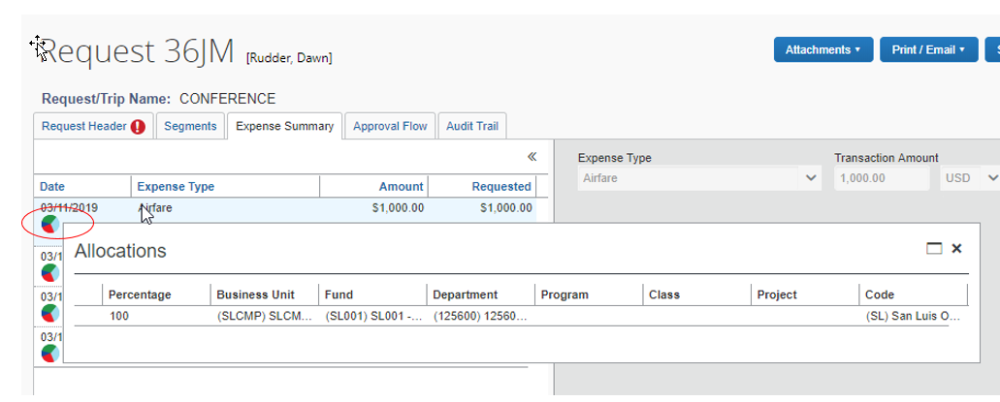 Request 36JM [Rudder, Dawn]
Attachments ▾ Print / Email ▾ S
Request/Trip Name: CONFERENCE
Request Header Segments Expense Summary Approval Flow Audit Trail
«
Expense Type Transaction Amount
Airfare 1,000.00 USD
Date Expense Type Amount Requested
03/11/2019 Airfare $1,000.00 $1,000.00
Allocations
03/1
Percentage Business Unit Fund Department Program Class Project Code
03/1
100 (SLCMP) SLCM... (SL001) SL001 -... (125600) 12560... (SL) San Luis O...
03/1